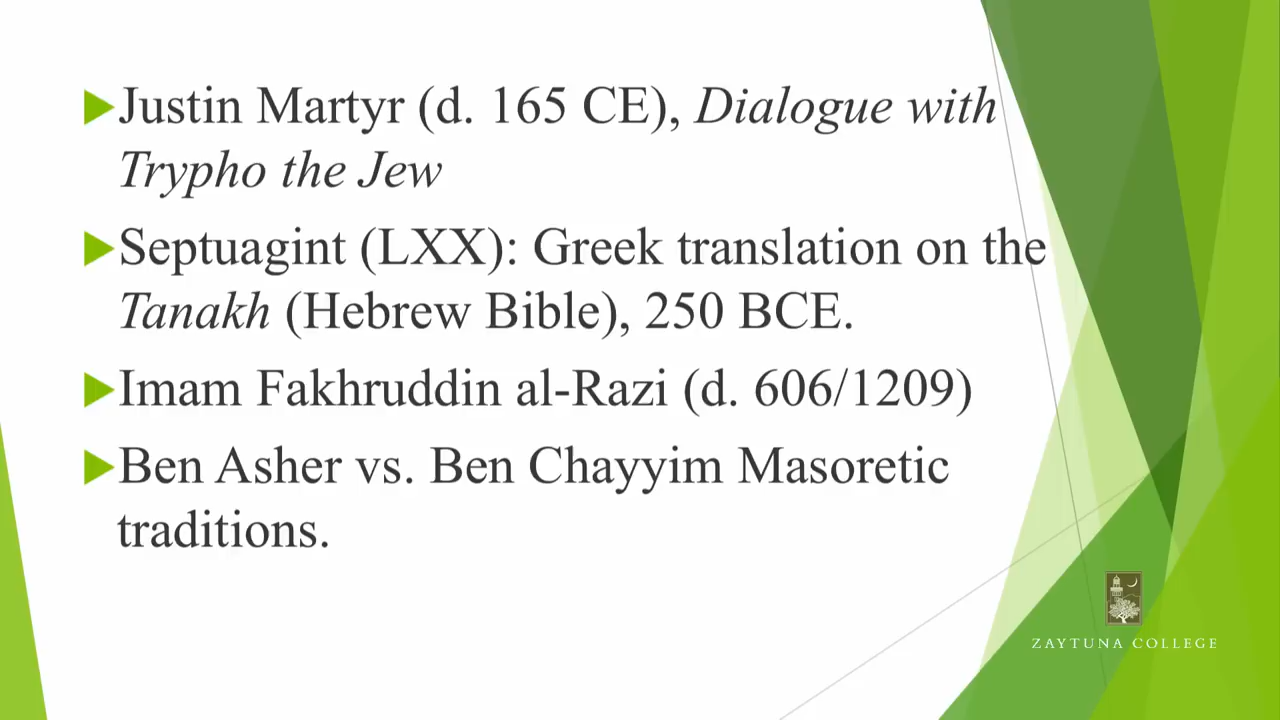 Justin Martyr (d. 165 CE), Dialogue with
Trypho the Jew
Septuagint (LXX): Greek translation on the
Tanakh (Hebrew Bible), 250 BCE.
Imam Fakhruddin al-Razi (d. 606/1209)
Ben Asher vs. Ben Chayyim Masoretic
traditions.
ZAYTUNA COLLEGE